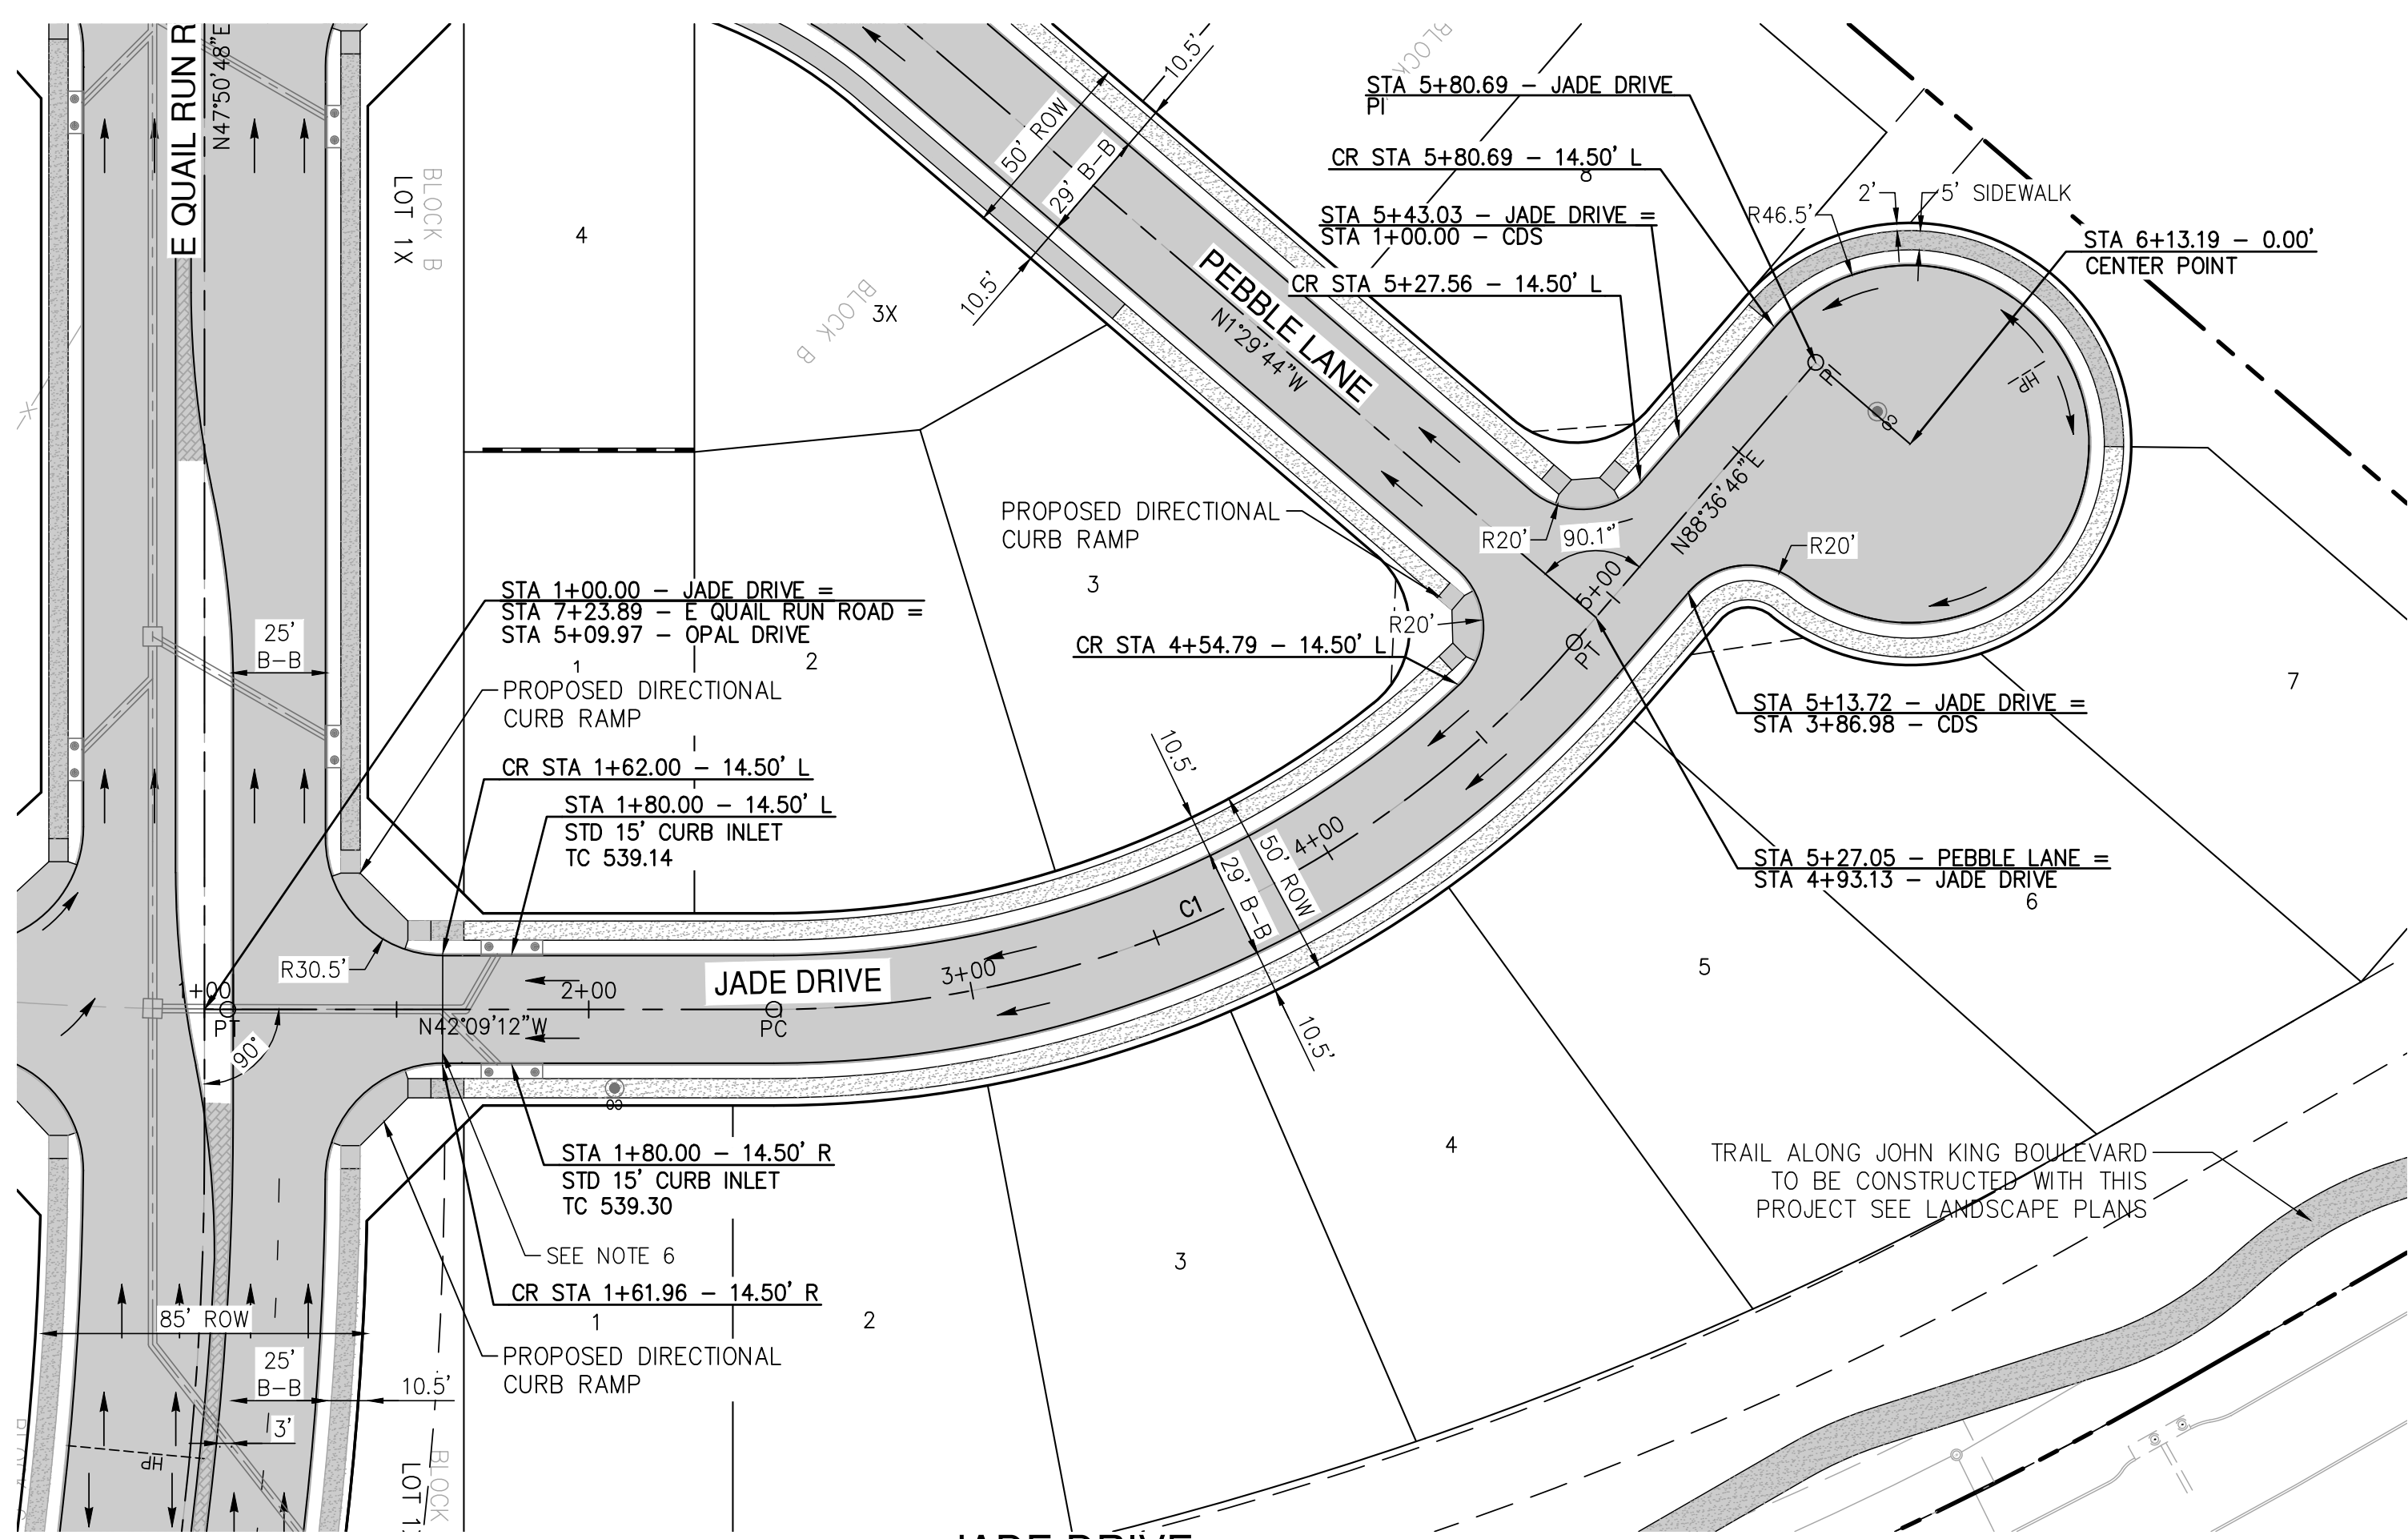 E QUAIL RUN R
N47°50'48"E
LOT 1X
BLOCK B
4
BLOCK B
3X
50' ROW
29' B-B
10.5'
10.5'
BLOCK
PEBBLE LANE
N1°29'44"W
STA 5+80.69 - JADE DRIVE
PI
CR STA 5+80.69 - 14.50' L
8
STA 5+43.03 - JADE DRIVE =
STA 1+00.00 - CDS
CR STA 5+27.56 - 14.50' L
R46.5'
2'
5' SIDEWALK
STA 6+13.19 - 0.00'
CENTER POINT
PI
HP
PROPOSED DIRECTIONAL
CURB RAMP
3
R20'
90.1°
N88°36'46"E
R20'
5+00
PT
R20'
CR STA 4+54.79 - 14.50' L
STA 1+00.00 - JADE DRIVE =
STA 7+23.89 - E QUAIL RUN ROAD =
STA 5+09.97 - OPAL DRIVE
1
2
25'
B-B
PROPOSED DIRECTIONAL
CURB RAMP
CR STA 1+62.00 - 14.50' L
STA 1+80.00 - 14.50' L
STD 15' CURB INLET
TC 539.14
7
STA 5+13.72 - JADE DRIVE =
STA 3+86.98 - CDS
STA 5+27.05 - PEBBLE LANE =
STA 4+93.13 - JADE DRIVE
6
10.5'
29' B-B
50' ROW
4+00
C1
10.5'
5
R30.5'
1+00
PT
90°
2+00
N42°09'12"W
JADE DRIVE
PC
3+00
STA 1+80.00 - 14.50' R
STD 15' CURB INLET
TC 539.30
SEE NOTE 6
CR STA 1+61.96 - 14.50' R
1
2
3
4
PROPOSED DIRECTIONAL
CURB RAMP
TRAIL ALONG JOHN KING BOULEVARD
TO BE CONSTRUCTED WITH THIS
PROJECT SEE LANDSCAPE PLANS
85' ROW
25'
B-B
10.5'
3'
HP
BLOCK
LOT 1
JADE DRIVE